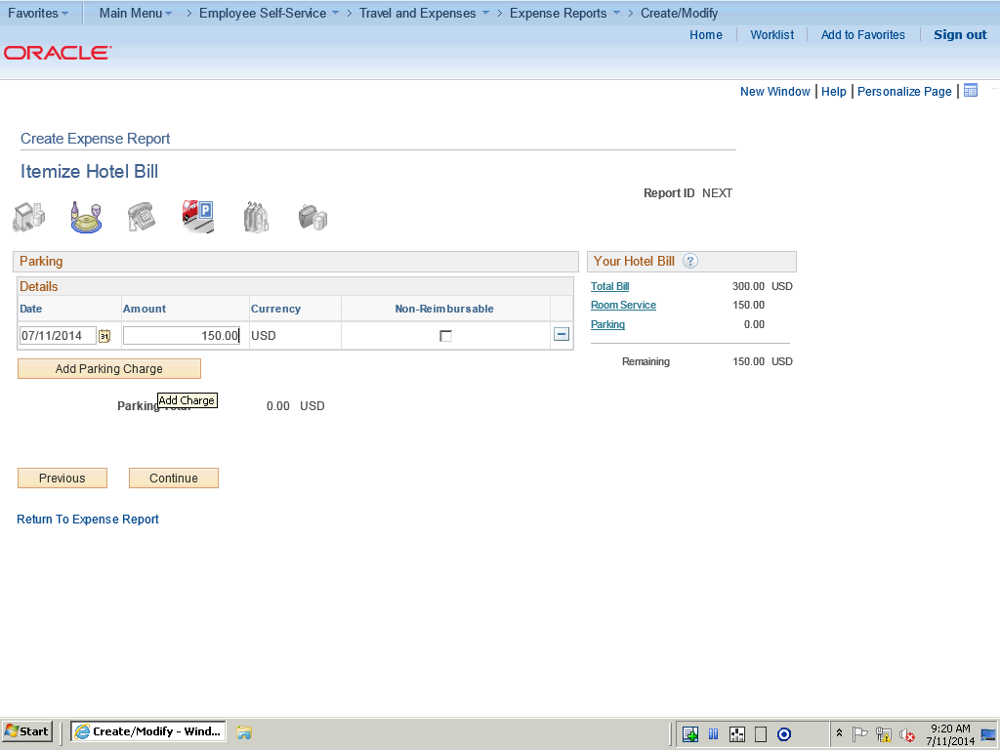 Favorites Main Menu > Employee Self-Service > Travel and Expenses > Expense Reports > Create/Modify
Home Worklist Add to Favorites Sign out
ORACLE
New Window | Help | Personalize Page |
Create Expense Report
Itemize Hotel Bill
Report ID NEXT
P
Parking
Details
Date Amount Currency Non-Reimbursable
07/11/2014 31 150.00 USD
Add Parking Charge
Add Charge
Parking 0.00 USD
Previous Continue
Return To Expense Report
Your Hotel Bill ?
Total Bill 300.00 USD
Room Service 150.00
Parking 0.00
Remaining 150.00 USD
Start Create/Modify - Wind...
9:20 AM
7/11/2014